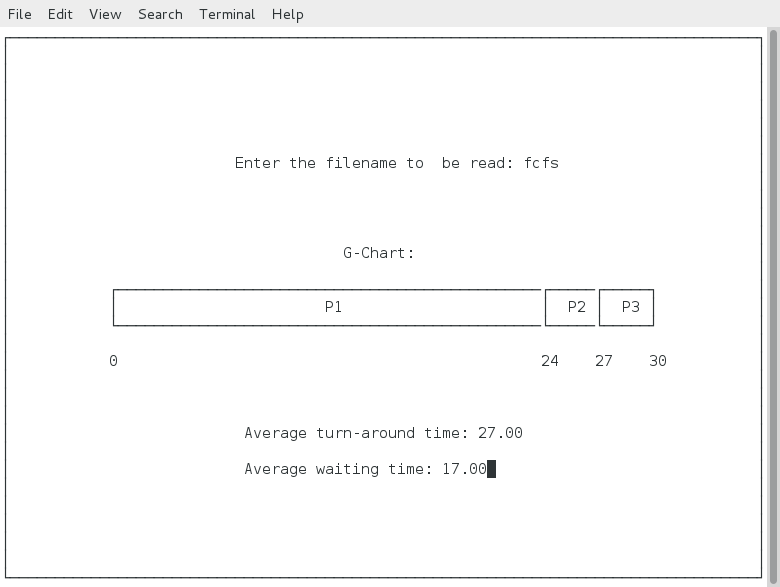 File Edit View Search Terminal Help
Enter the filename to  be read: fcfs
G-Chart:
P1 P2 P3
0 24 27 30
Average turn-around time: 27.00
Average waiting time: 17.00